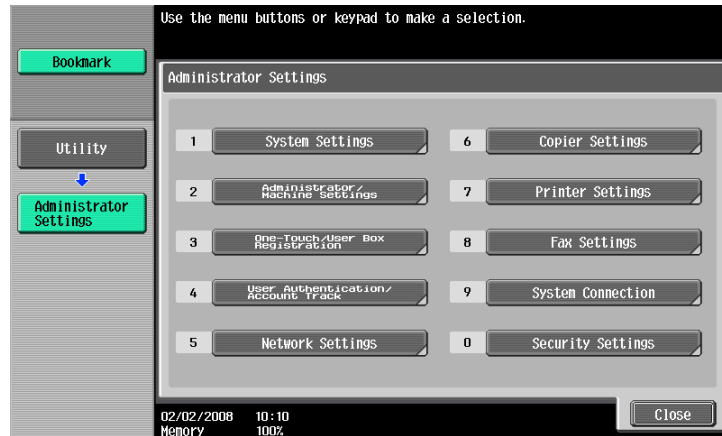 Use the menu buttons or keypad to make a selection.
Bookmark
Utility
Administrator
Settings
Administrator Settings
1 System Settings
2 Administrator/
Machine Settings
3 One-Touch/User Box
Registration
4 User Authentication/
Account Track
5 Network Settings
6 Copier Settings
7 Printer Settings
8 Fax Settings
9 System Connection
0 Security Settings
Close
02/02/2008 10:10
Memory 100%